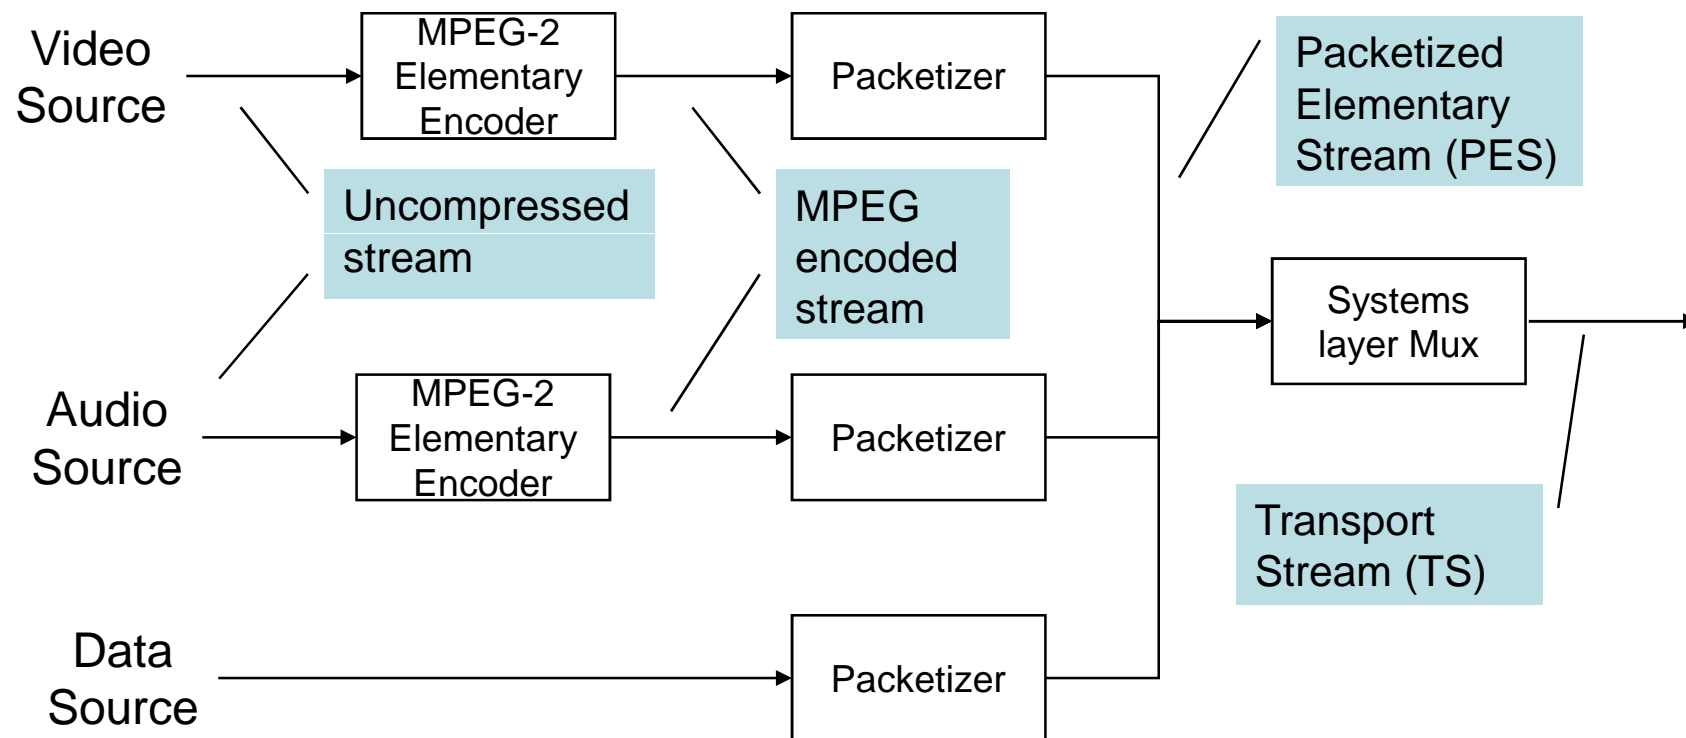 Video
Source
MPEG-2
Elementary
Encoder
Packetizer
Packetized
Elementary
Stream (PES)
Uncompressed
stream
MPEG
encoded
stream
Systems
layer Mux
Audio
Source
MPEG-2
Elementary
Encoder
Packetizer
Transport
Stream (TS)
Data
Source
Packetizer